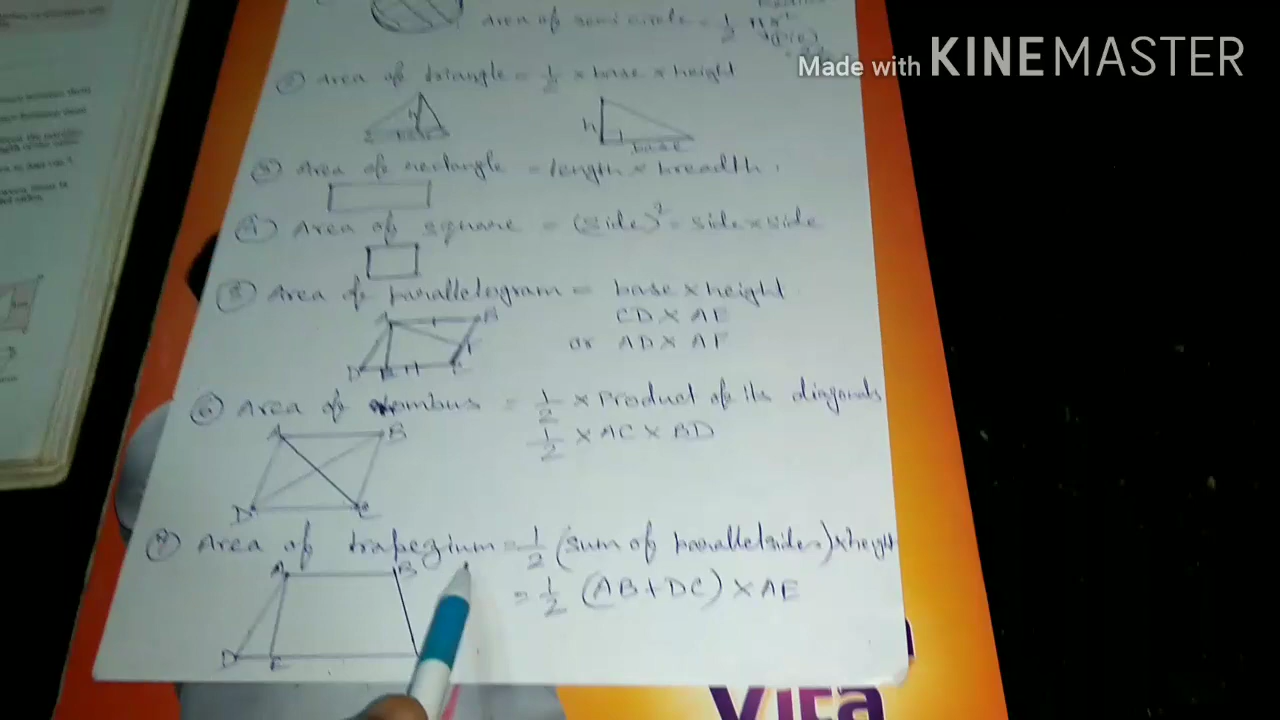 Area of semi circle = 1/2 πr²
Made with KINEMASTER
② Area of triangle = 1/2 × base × height
h
h
base
③ Area of rectangle = length × breadth
④ Area of square = (side)² = side × side
⑤ Area of parallelogram = base × height
CD × AE
or AD × AF
A B
D E C
F
⑥ Area of rombus = 1/2 × Product of its diagonals
1/2 × AC × BD
A B
D C
⑦ Area of trapezium = 1/2 (sum of parallel sides) × height
= 1/2 (AB + DC) × AE
A B
D E